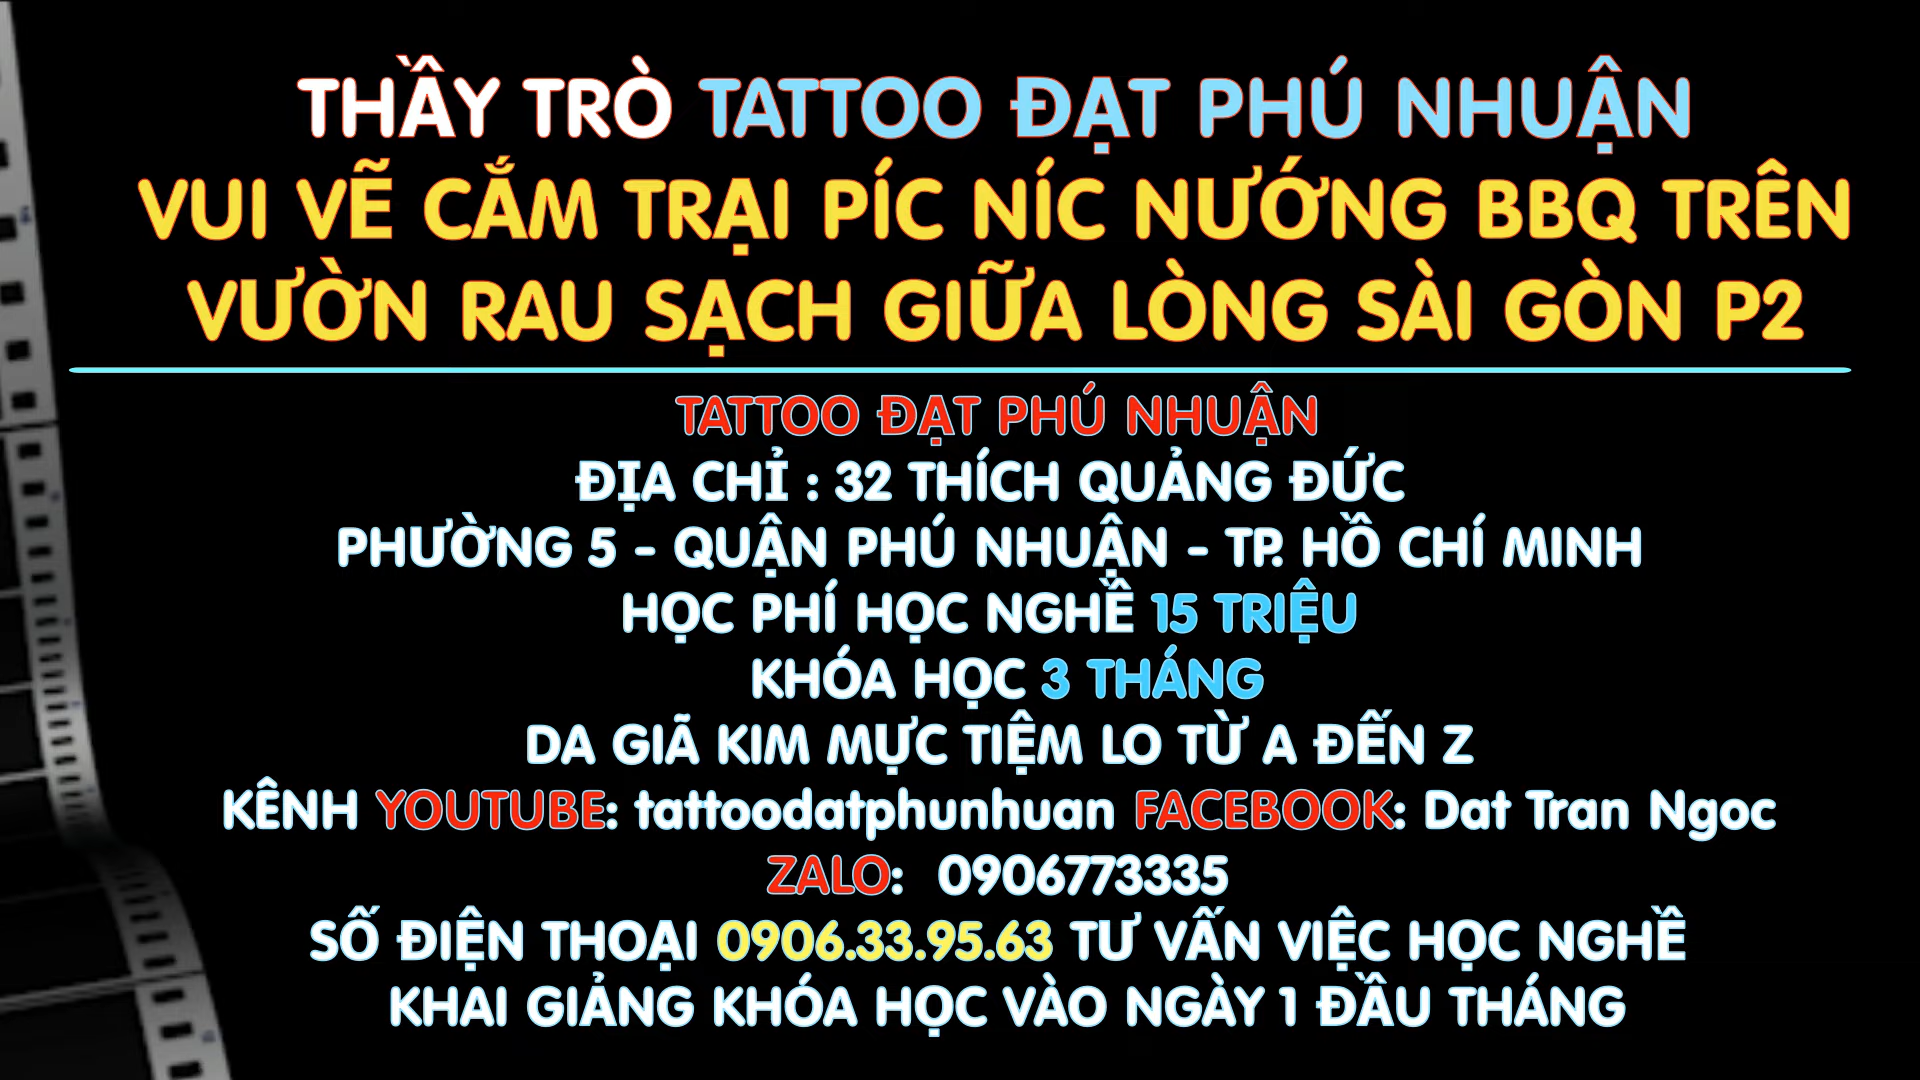 THẦY TRÒ TATTOO ĐẠT PHÚ NHUẬN
VUI VẼ CẮM TRẠI PÍC NÍC NƯỚNG BBQ TRÊN
VƯỜN RAU SẠCH GIỮA LÒNG SÀI GÒN P2
TATTOO ĐẠT PHÚ NHUẬN
ĐỊA CHỈ : 32 THÍCH QUẢNG ĐỨC
PHƯỜNG 5 - QUẬN PHÚ NHUẬN - TP. HỒ CHÍ MINH
HỌC PHÍ HỌC NGHỀ 15 TRIỆU
KHÓA HỌC 3 THÁNG
DA GIÃ KIM MỰC TIỆM LO TỪ A ĐẾN Z
KÊNH YOUTUBE: tattoodatphunhuan FACEBOOK: Dat Tran Ngoc
ZALO: 0906773335
SỐ ĐIỆN THOẠI 0906.33.95.63 TƯ VẤN VIỆC HỌC NGHỀ
KHAI GIẢNG KHÓA HỌC VÀO NGÀY 1 ĐẦU THÁNG